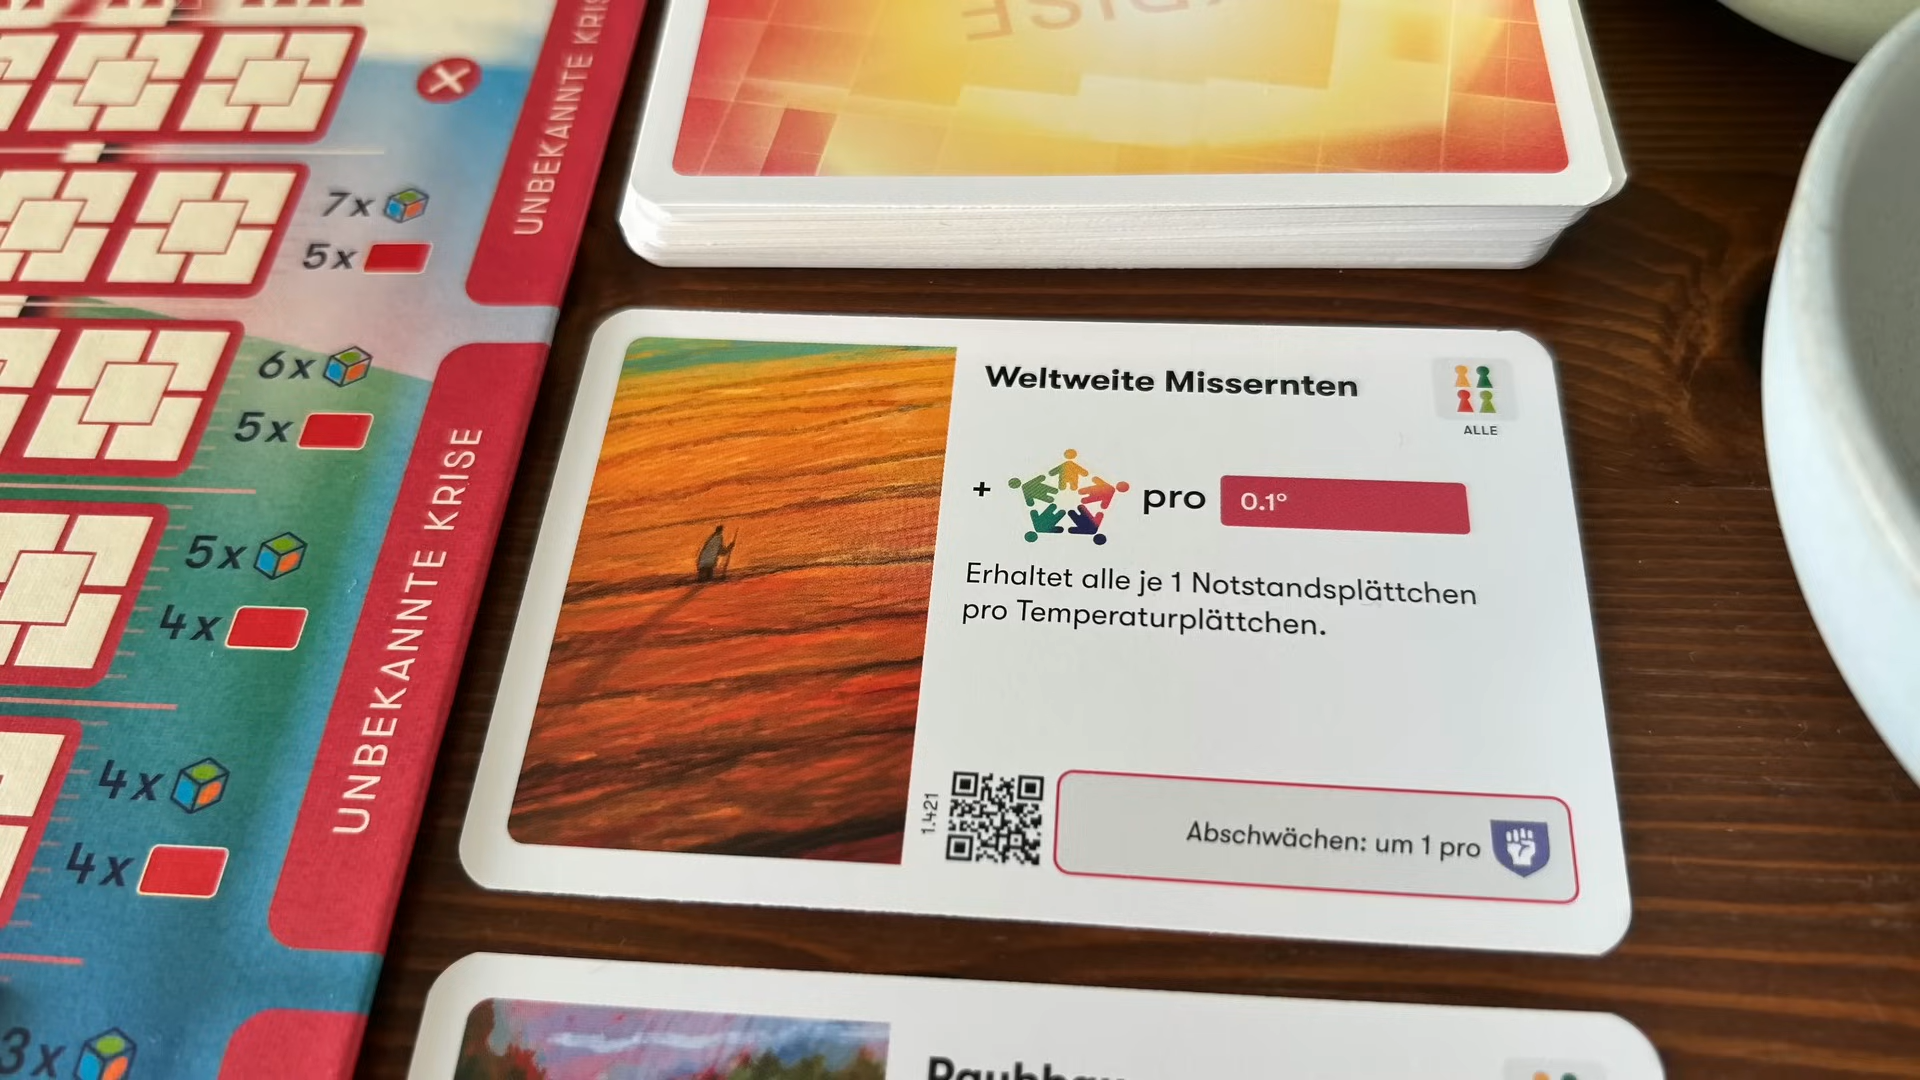 KRISE
UNBEKANNTE KRISE
7x
5x
6x
5x
UNBEKANNTE KRISE
5x
4x
4x
4x
3x
Weltweite Missernten
ALLE
+ pro 0.1°
Erhaltet alle je 1 Notstandsplättchen
pro Temperaturplättchen.
1.421
Abschwächen: um 1 pro